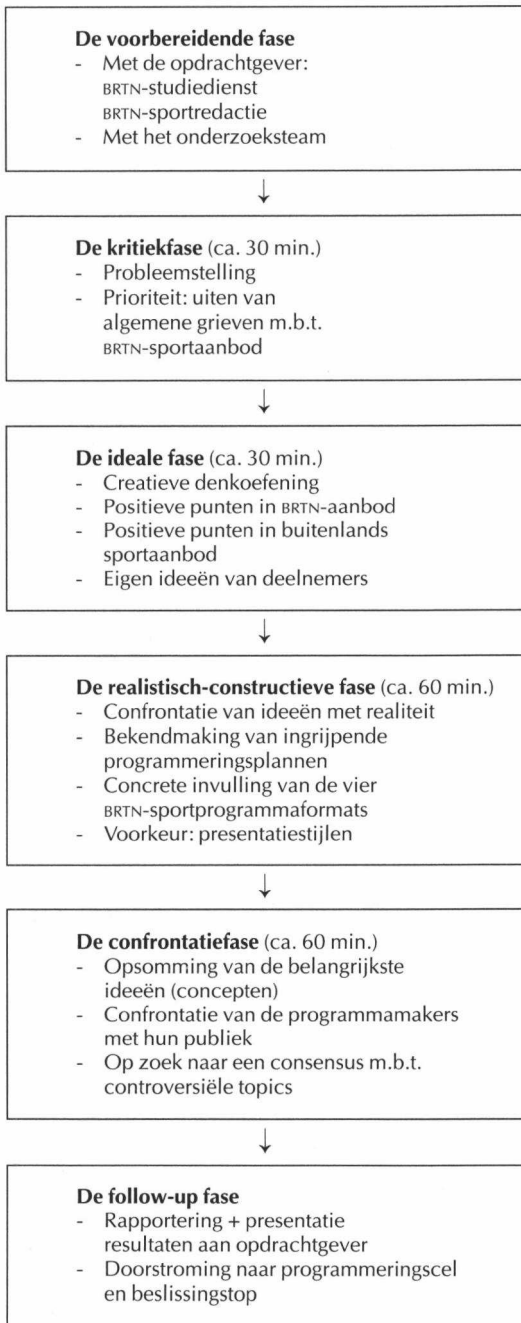 De voorbereidende fase
- Met de opdrachtgever:
BRTN-studiedienst
BRTN-sportredactie
- Met het onderzoeksteam
↓
De kritiekfase (ca. 30 min.)
- Probleemstelling
- Prioriteit: uiten van
algemene grieven m.b.t.
BRTN-sportaanbod
↓
De ideale fase (ca. 30 min.)
- Creatieve denkoefening
- Positieve punten in BRTN-aanbod
- Positieve punten in buitenlands
sportaanbod
- Eigen ideeën van deelnemers
↓
De realistisch-constructieve fase (ca. 60 min.)
- Confrontatie van ideeën met realiteit
- Bekendmaking van ingrijpende
programmeringsplannen
- Concrete invulling van de vier
BRTN-sportprogrammaformats
- Voorkeur: presentatiestijlen
↓
De confrontatiefase (ca. 60 min.)
- Opsomming van de belangrijkste
ideeën (concepten)
- Confrontatie van de programmamakers
met hun publiek
- Op zoek naar een consensus m.b.t.
controversiële topics
↓
De follow-up fase
- Rapportering + presentatie
resultaten aan opdrachtgever
- Doorstroming naar programmeringscel
en beslissingstop